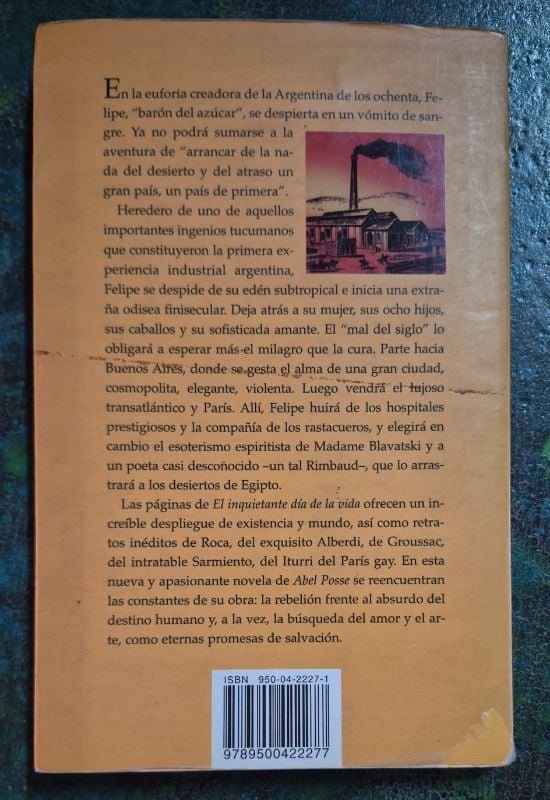 En la euforia creadora de la Argentina de los ochenta, Fe-
lipe, “barón del azúcar”, se despierta en un vómito de san-
gre. Ya no podrá sumarse a la
aventura de “arrancar de la na-
da del desierto y del atraso un
gran país, un país de primera”.
Heredero de uno de aquellos
importantes ingenios tucumanos
que constituyeron la primera ex-
periencia industrial argentina,
Felipe se despide de su edén subtropical e inicia una extra-
ña odisea finisecular. Deja atrás a su mujer, sus ocho hijos,
sus caballos y su sofisticada amante. El “mal del siglo” lo
obligará a esperar más el milagro que la cura. Parte hacia
Buenos Aires, donde se gesta el alma de una gran ciudad,
cosmopolita, elegante, violenta. Luego vendrá el lujoso
transatlántico y París. Allí, Felipe huirá de los hospitales
prestigiosos y la compañía de los rastacueros, y elegirá en
cambio el esoterismo espiritista de Madame Blavatski y a
un poeta casi desconocido –un tal Rimbaud–, que lo arras-
trará a los desiertos de Egipto.
Las páginas de El inquietante día de la vida ofrecen un in-
creíble despliegue de existencia y mundo, así como retra-
tos inéditos de Roca, del exquisito Alberdi, de Groussac,
del intratable Sarmiento, del Iturri del París gay. En esta
nueva y apasionante novela de Abel Posse se reencuentran
las constantes de su obra: la rebelión frente al absurdo del
destino humano y, a la vez, la búsqueda del amor y el ar-
te, como eternas promesas de salvación.
ISBN 950-04-2227-1
9789500422277